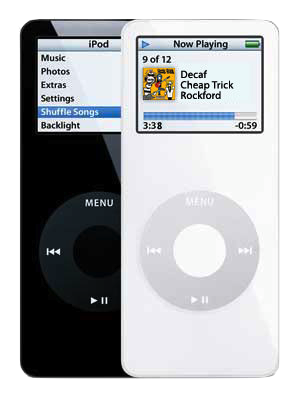 iPod
Music
Photos
Extras
Settings
Shuffle Songs
Backlight
MENU
Now Playing
9 of 12
Decaf
Cheap Trick
Rockford
3:38 -0:59
MENU